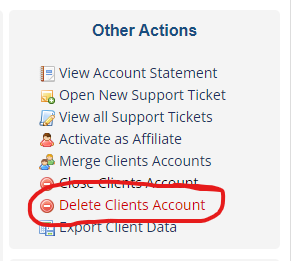 Other Actions
View Account Statement
Open New Support Ticket
View all Support Tickets
Activate as Affiliate
Merge Clients Accounts
Close Clients Account
Delete Clients Account
Export Client Data